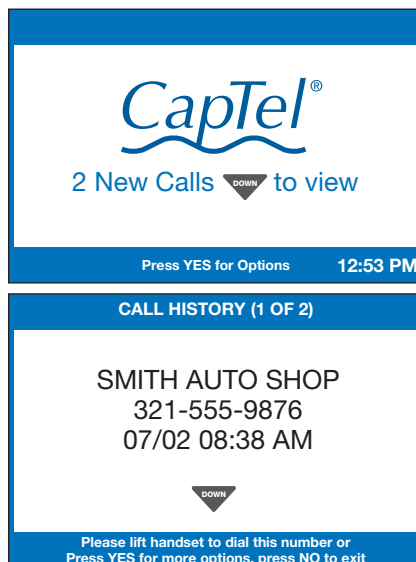 CapTel®
2 New Calls DOWN to view
Press YES for Options 12:53 PM
CALL HISTORY (1 OF 2)
SMITH AUTO SHOP
321-555-9876
07/02 08:38 AM
DOWN
Please lift handset to dial this number or
Press YES for more options, press NO to exit